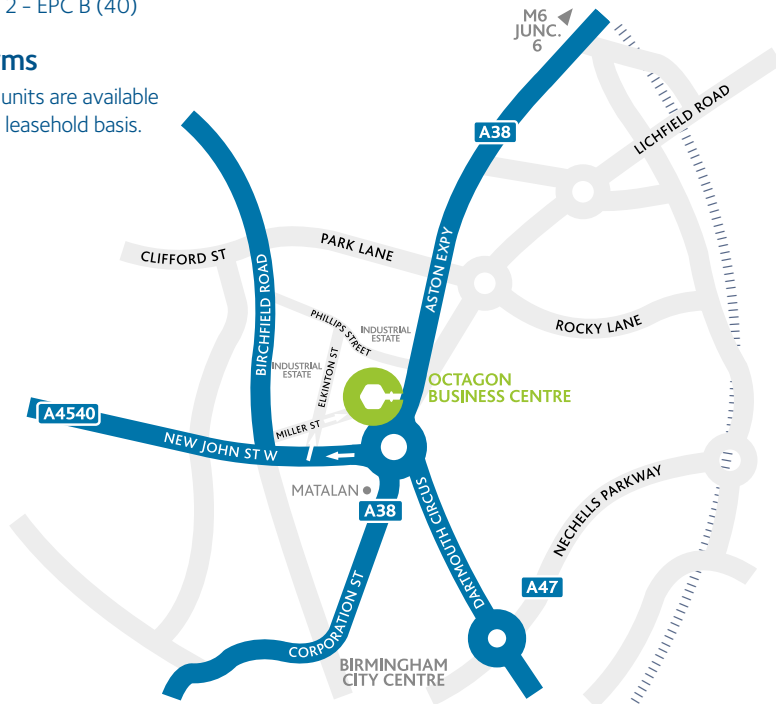 2 – EPC B (40)
ms
units are available
leasehold basis.
M6
JUNC.
6
A38
LICHFIELD ROAD
CLIFFORD ST
PARK LANE
BIRCHFIELD ROAD
ASTON EXPY
PHILLIPS STREET
INDUSTRIAL
ESTATE
ROCKY LANE
INDUSTRIAL
ESTATE
ELKINTON ST
OCTAGON
BUSINESS CENTRE
A4540
MILLER ST
NEW JOHN ST W
MATALAN
A38
DARTMOUTH CIRCUS
NECHELLS PARKWAY
A47
CORPORATION ST
BIRMINGHAM
CITY CENTRE